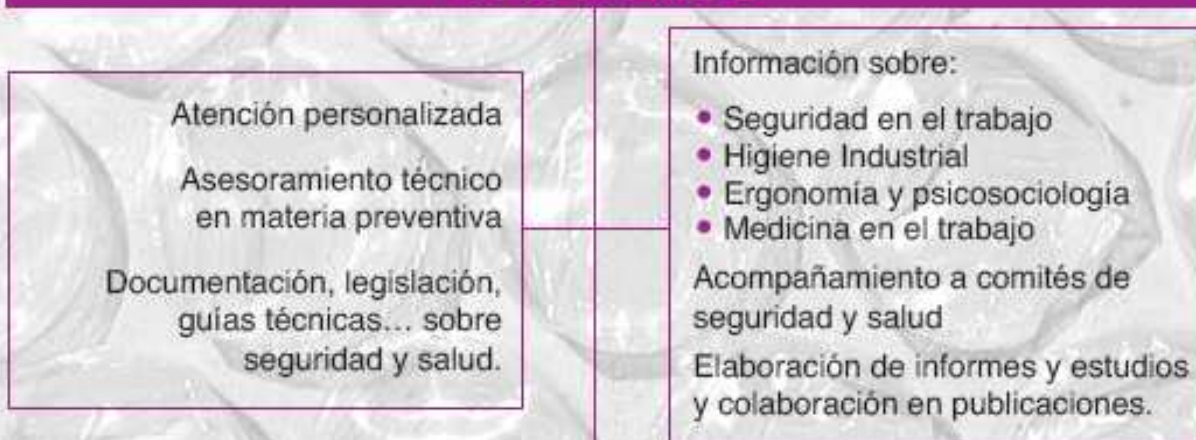 Atención personalizada
Asesoramiento técnico
en materia preventiva
Documentación, legislación,
guías técnicas... sobre
seguridad y salud.
Información sobre:
• Seguridad en el trabajo
• Higiene Industrial
• Ergonomía y psicosociología
• Medicina en el trabajo
Acompañamiento a comités de
seguridad y salud
Elaboración de informes y estudios
y colaboración en publicaciones.